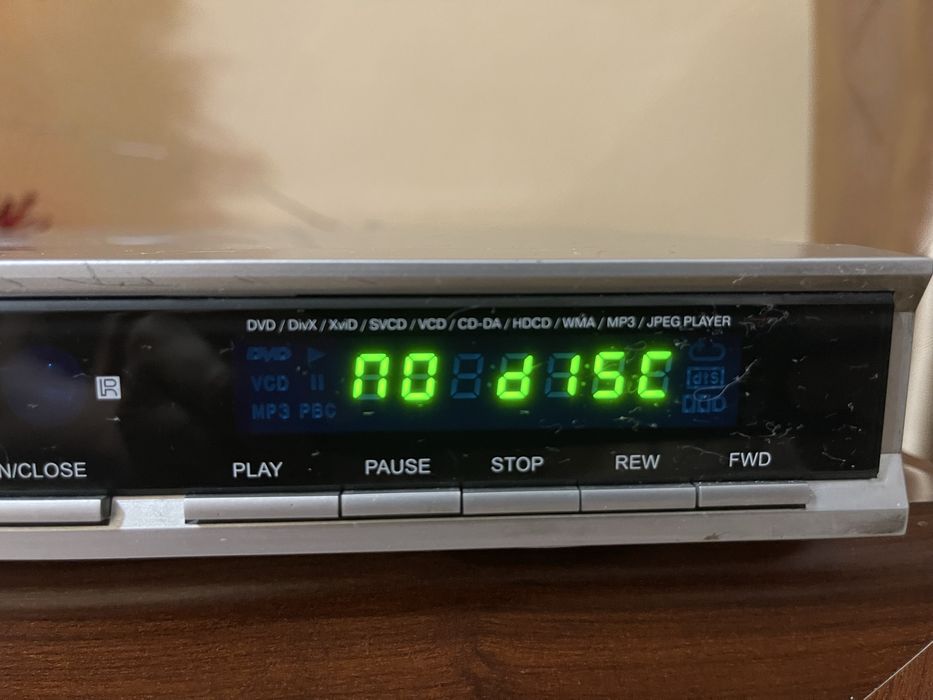 DVD / DivX / XviD / SVCD / VCD / CD-DA / HDCD / WMA / MP3 / JPEG PLAYER
DVD
NO dISC
VCD
MP3 PBC
IR
N/CLOSE PLAY PAUSE STOP REW FWD